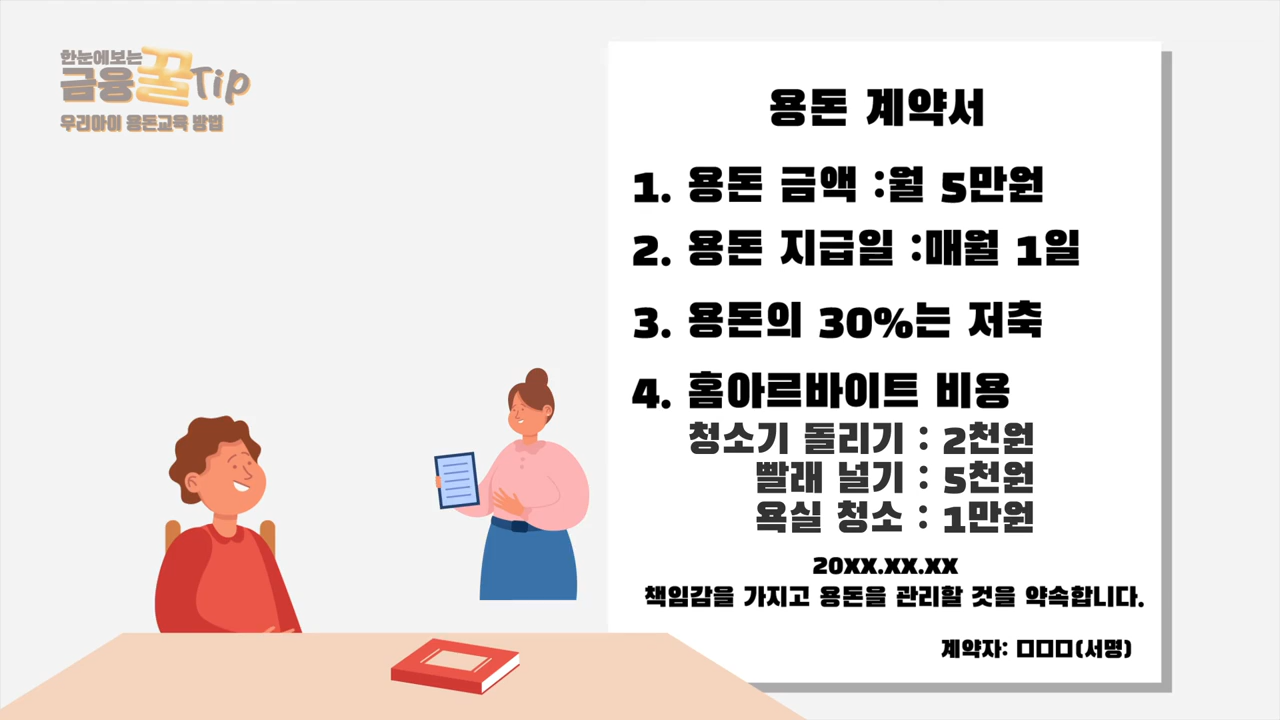 한눈에보는
금융꿀Tip
우리아이 용돈교육 방법
용돈 계약서
1. 용돈 금액 :월 5만원
2. 용돈 지급일 :매월 1일
3. 용돈의 30%는 저축
4. 홈아르바이트 비용
청소기 돌리기 : 2천원
빨래 널기 : 5천원
욕실 청소 : 1만원
20XX.XX.XX
책임감을 가지고 용돈을 관리할 것을 약속합니다.
계약자: □□□(서명)